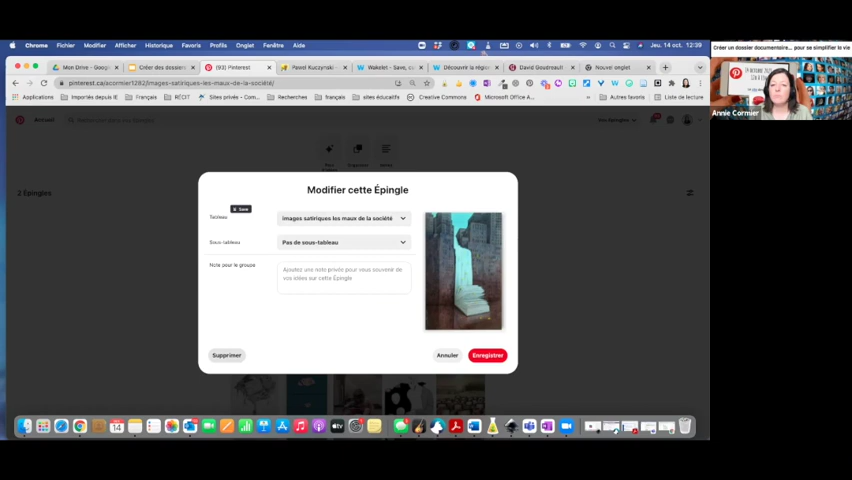 Chrome Fichier Modifier Afficher Historique Favoris Profils Onglet Fenêtre Aide
Jeu. 14 oct. 12:39
Créer un dossier documentaire... pour se simplifier la vie
Mon Drive - Googl
Créer des dossiers
(93) Pinterest
Pawel Kuczynski -
Wakelet - Save, c
Découvrir la région
David Goudreault
Nouvel onglet
pinterest.ca/acormier1282/images-satiriques-les-maux-de-la-société/
Applications
Importés depuis IE
Français
RÉCIT
Sites privés - Com...
Recherches
français
sites éducatifs
Creative Commons
Microsoft Office A...
Autres favoris
Liste de lecture
Accueil
Vos épingles
2 Épingles
Annie Cormier
Modifier cette Épingle
Save
Tableau
images satiriques les maux de la société
Sous-tableau
Pas de sous-tableau
Note pour le groupe
Ajoutez une note privée pour vous souvenir de
vos idées sur cette Épingle
Supprimer
Annuler
Enregistrer